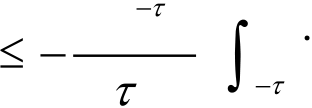 ≤ − −τ / τ ∫ −τ ·